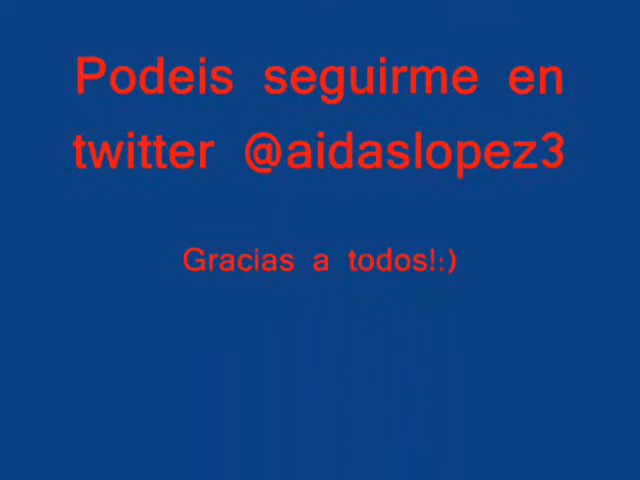 Podeis seguirme en
twitter @aidaslopez3
Gracias a todos!:)